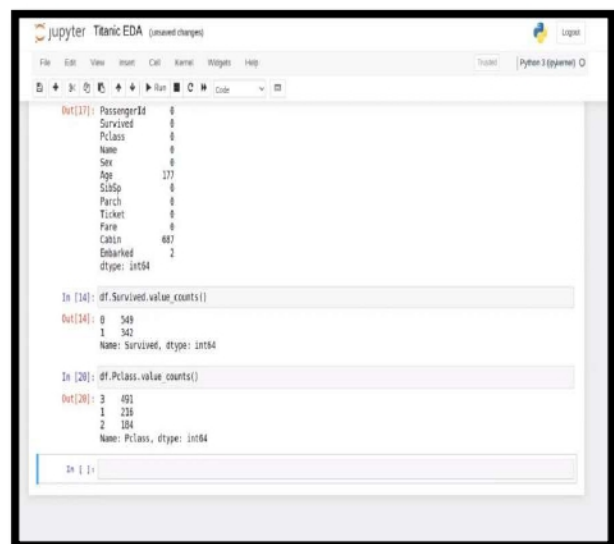 jupyter Titanic EDA (unsaved changes)
Logout
File Edit View Insert Cell Kernel Widgets Help
Trusted
Python 3 (ipykernel)
Run Code
Out[17]: PassengerId 0
Survived 0
Pclass 0
Name 0
Sex 0
Age 177
SibSp 0
Parch 0
Ticket 0
Fare 0
Cabin 687
Embarked 2
dtype: int64
In [14]: df.Survived.value_counts()
Out[14]: 0 549
1 342
Name: Survived, dtype: int64
In [20]: df.Pclass.value_counts()
Out[20]: 3 491
1 216
2 184
Name: Pclass, dtype: int64
In [ ]: